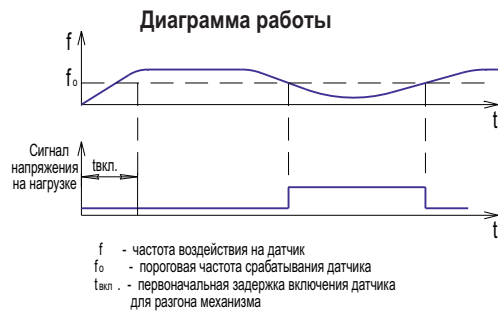 Диаграмма работы
f
f₀
t
Сигнал
напряжения
на нагрузке
tвкл.
t
f - частота воздействия на датчик
f₀ - пороговая частота срабатывания датчика
tвкл . - первоначальная задержка включения датчика
для разгона механизма